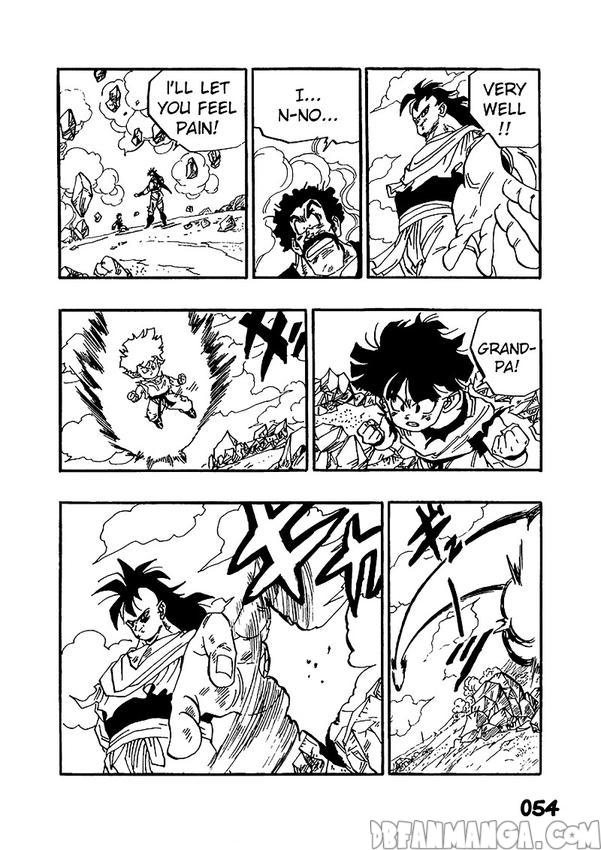 VERY
WELL
!!
I...
N-NO...
I'LL LET
YOU FEEL
PAIN!
GRAND-
PA!
054
DBFANMANGA.COM